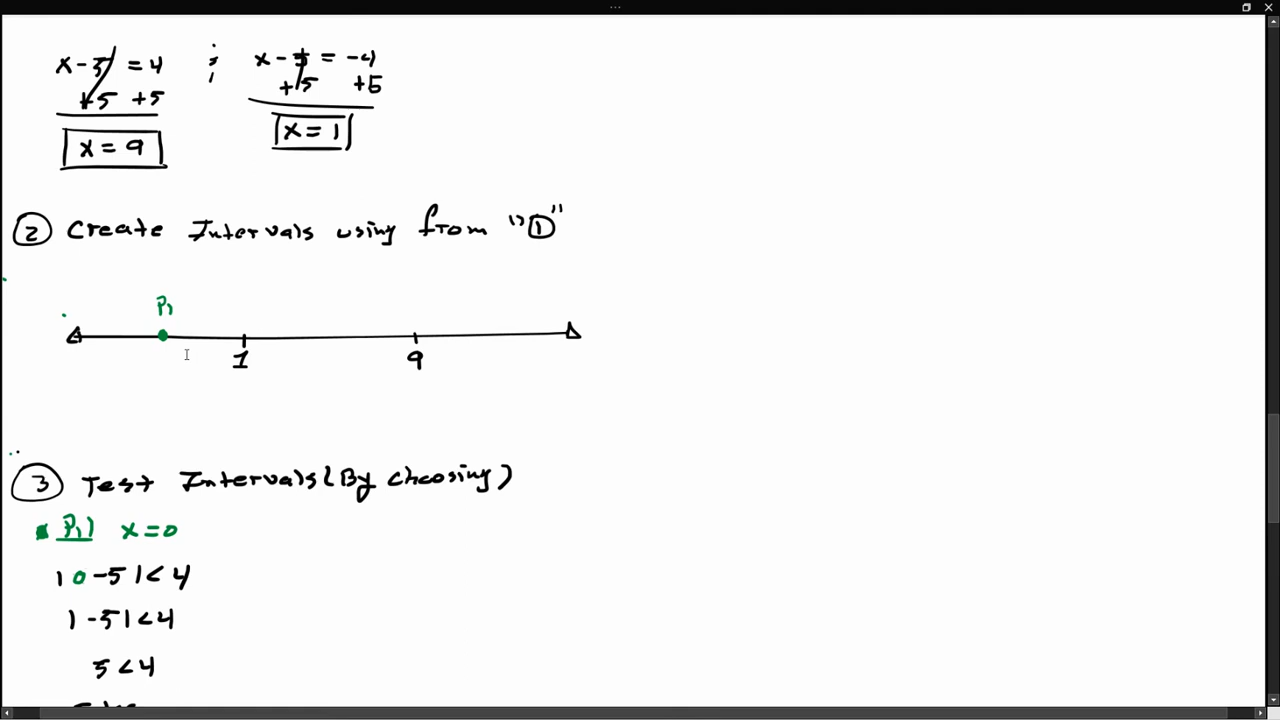 x - 5 = 4 ; x - 5 = -4
+5 +5 +5 +5
x = 9 x = 1
2 Create Intervals using from "1"
P1
1 9
3 Test Intervals (By choosing)
P1) x = 0
|0 - 5| < 4
|-5| < 4
5 < 4